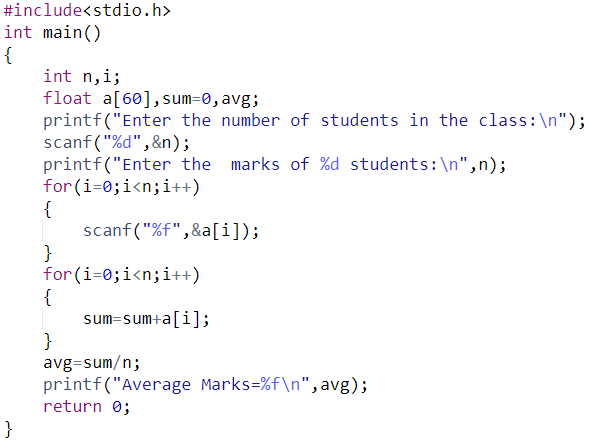 #include<stdio.h>
int main()
{
    int n,i;
    float a[60],sum=0,avg;
    printf("Enter the number of students in the class:\n");
    scanf("%d",&n);
    printf("Enter the  marks of %d students:\n",n);
    for(i=0;i<n;i++)
    {
        scanf("%f",&a[i]);
    }
    for(i=0;i<n;i++)
    {
        sum=sum+a[i];
    }
    avg=sum/n;
    printf("Average Marks=%f\n",avg);
    return 0;
}